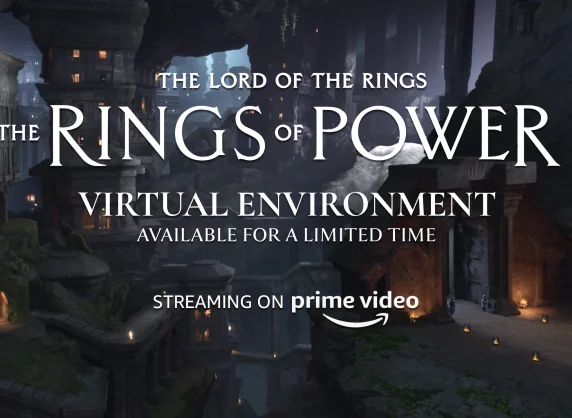 THE LORD OF THE RINGS
THE RINGS OF POWER
VIRTUAL ENVIRONMENT
AVAILABLE FOR A LIMITED TIME
STREAMING ON prime video